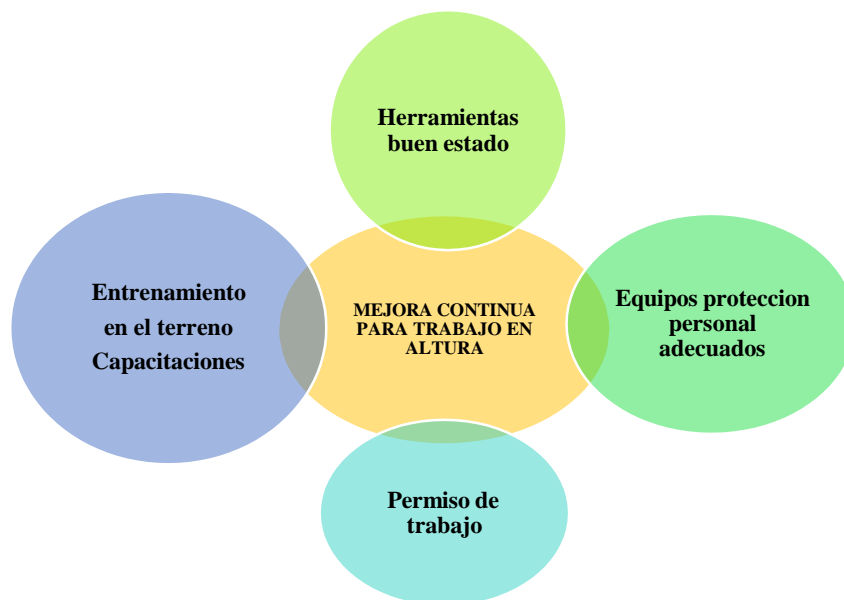 Herramientas
buen estado
Entrenamiento
en el terreno
Capacitaciones
MEJORA CONTINUA
PARA TRABAJO EN
ALTURA
Equipos proteccion
personal
adecuados
Permiso de
trabajo